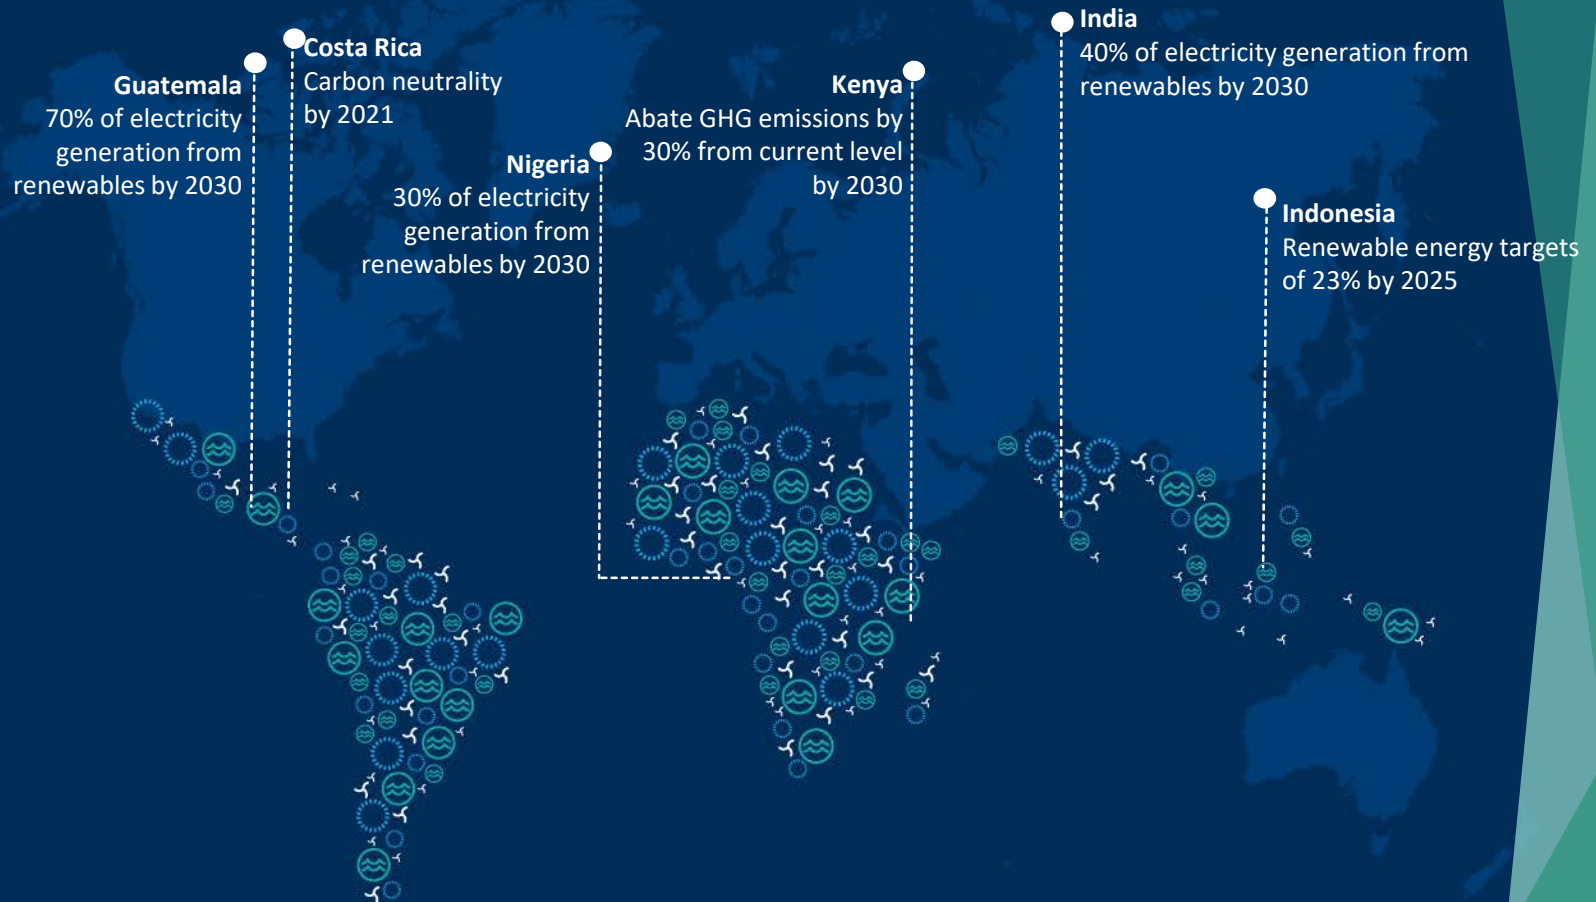 Guatemala
70% of electricity
generation from
renewables by 2030
Costa Rica
Carbon neutrality
by 2021
Nigeria
30% of electricity
generation from
renewables by 2030
Kenya
Abate GHG emissions by
30% from current level
by 2030
India
40% of electricity generation from
renewables by 2030
Indonesia
Renewable energy targets
of 23% by 2025